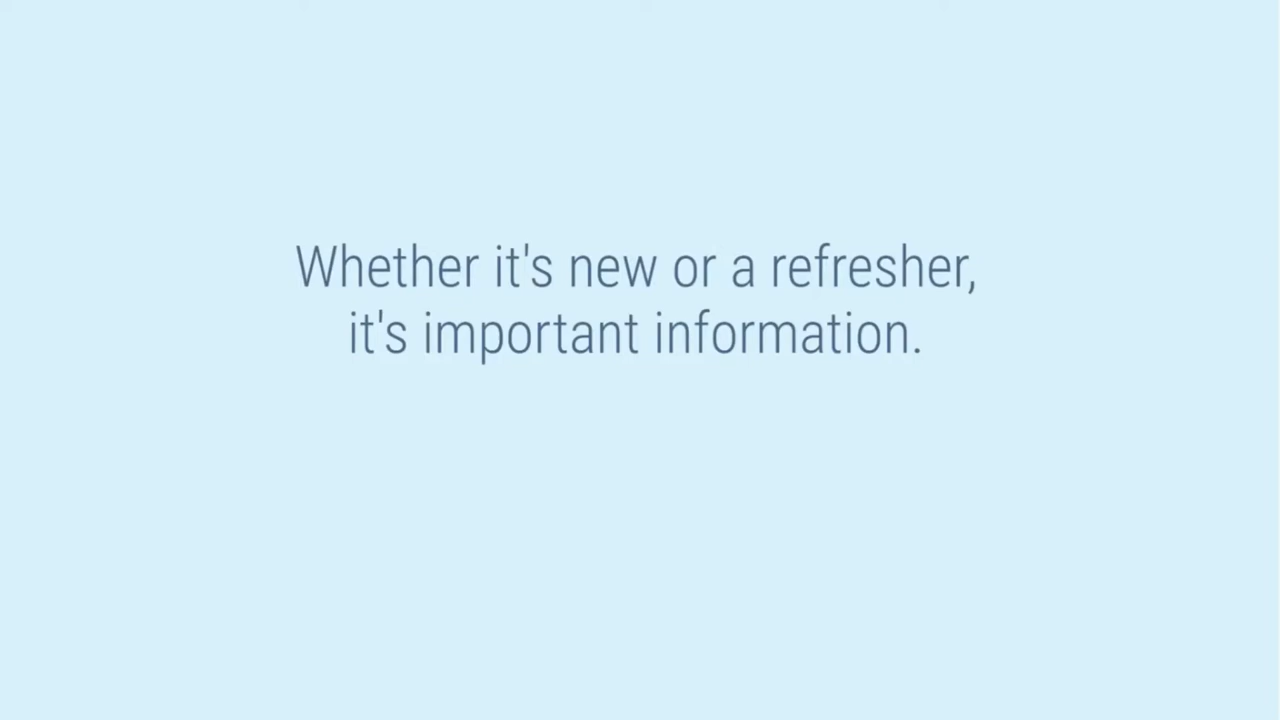 Whether it's new or a refresher,
it's important information.